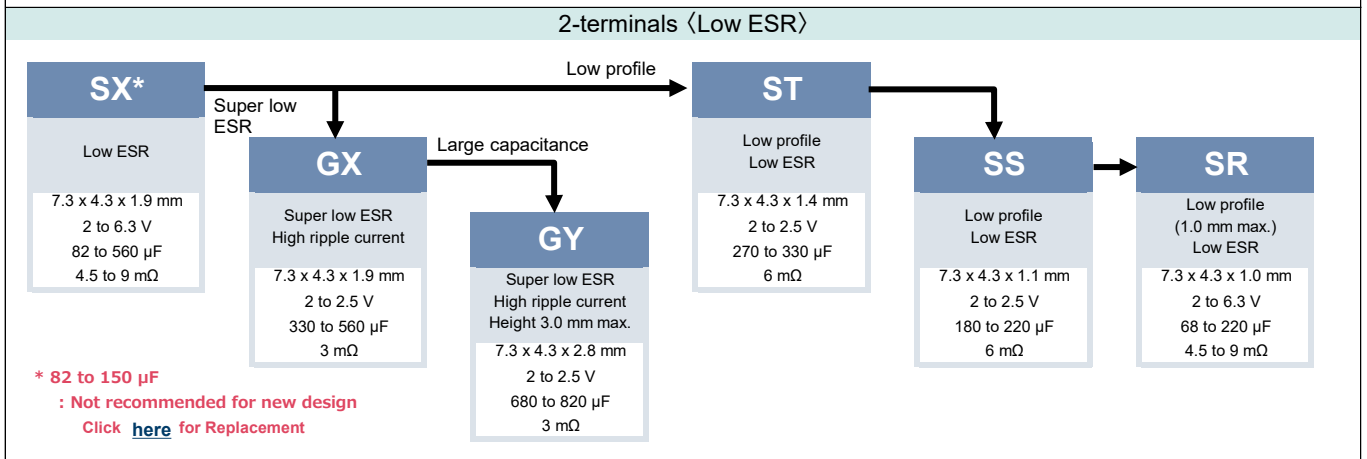 2-terminals〈Low ESR〉
SX*
Low ESR
7.3 x 4.3 x 1.9 mm
2 to 6.3 V
82 to 560 µF
4.5 to 9 mΩ
Super low
ESR
Low profile
GX
Super low ESR
High ripple current
7.3 x 4.3 x 1.9 mm
2 to 2.5 V
330 to 560 µF
3 mΩ
Large capacitance
GY
Super low ESR
High ripple current
Height 3.0 mm max.
7.3 x 4.3 x 2.8 mm
2 to 2.5 V
680 to 820 µF
3 mΩ
ST
Low profile
Low ESR
7.3 x 4.3 x 1.4 mm
2 to 2.5 V
270 to 330 µF
6 mΩ
SS
Low profile
Low ESR
7.3 x 4.3 x 1.1 mm
2 to 2.5 V
180 to 220 µF
6 mΩ
SR
Low profile
(1.0 mm max.)
Low ESR
7.3 x 4.3 x 1.0 mm
2 to 6.3 V
68 to 220 µF
4.5 to 9 mΩ
* 82 to 150 µF
: Not recommended for new design
Click here for Replacement